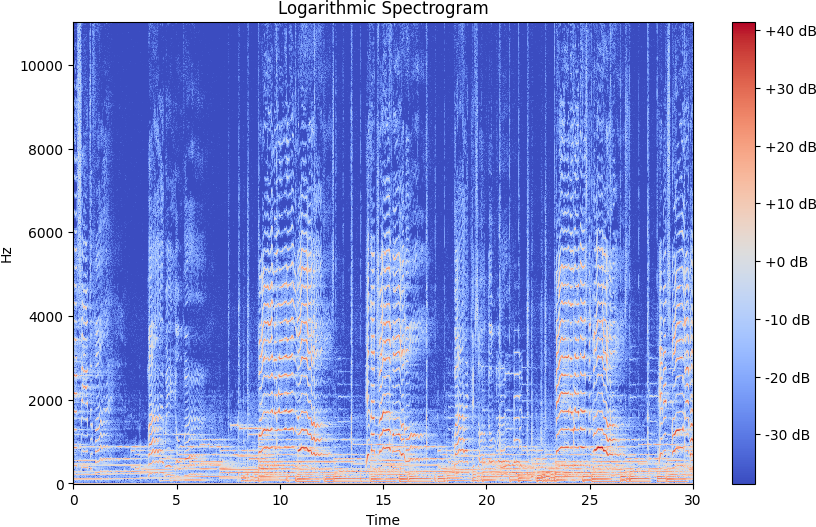 Logarithmic Spectrogram
Hz
10000
8000
6000
4000
2000
0
0 5 10 15 20 25 30
Time
+40 dB
+30 dB
+20 dB
+10 dB
+0 dB
-10 dB
-20 dB
-30 dB